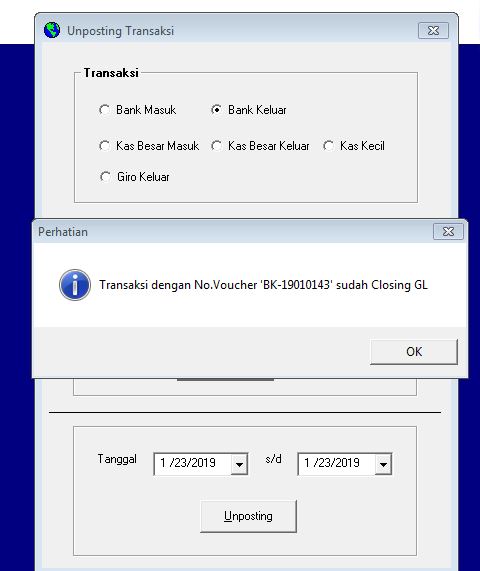 Unposting Transaksi
Transaksi
Bank Masuk Bank Keluar
Kas Besar Masuk Kas Besar Keluar Kas Kecil
Giro Keluar
Perhatian
Transaksi dengan No.Voucher 'BK-19010143' sudah Closing GL
OK
Tanggal 1 /23/2019 s/d 1 /23/2019
Unposting